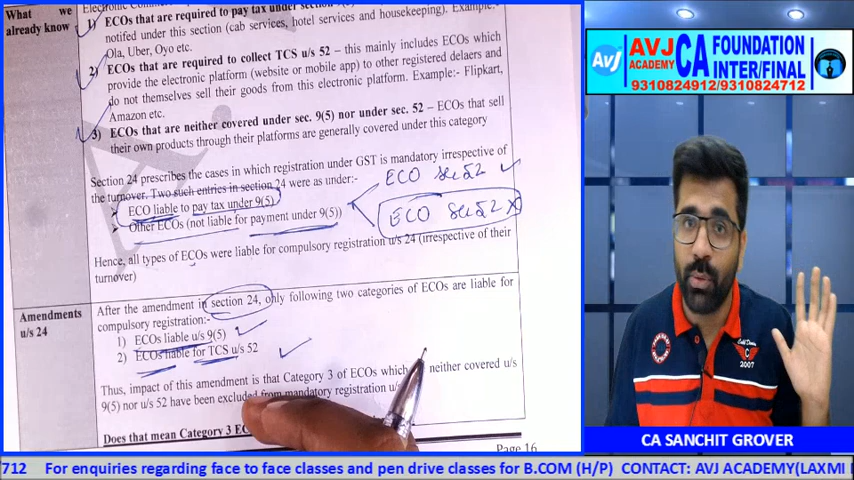 What we
already know
Electronic
1) ECOs that are required to pay tax under
notifed under this section (cab services, hotel services and housekeeping). Example:-
Ola, Uber, Oyo etc.
2) ECOs that are required to collect TCS u/s 52 – this mainly includes ECOs which
provide the electronic platform (website or mobile app) to other registered delaers and
do not themselves sell their goods from this electronic platform. Example:- Flipkart,
Amazon etc.
3) ECOs that are neither covered under sec. 9(5) nor under sec. 52 – ECOs that sell
their own products through their platforms are generally covered under this category
Section 24 prescribes the cases in which registration under GST is mandatory irrespective of
the turnover. Two such entries in section 24 were as under:-
ECO liable to pay tax under 9(5)
Other ECOs (not liable for payment under 9(5))
ECO Sec 52 ✓
ECO Sec 52 X
Hence, all types of ECOs were liable for compulsory registration u/s 24 (irrespective of their
turnover)
Amendments
u/s 24
After the amendment in section 24, only following two categories of ECOs are liable for
compulsory registration:-
1) ECOs liable u/s 9(5)
2) ECOs liable for TCS u/s 52
Thus, impact of this amendment is that Category 3 of ECOs which neither covered u/s
9(5) nor u/s 52 have been excluded from mandatory registration u/s
Does that mean Category 3
Page 16
AVJ
AVJ
ACADEMY
CA FOUNDATION
INTER/FINAL
9310824912/9310824712
2007
CA SANCHIT GROVER
712 For enquiries regarding face to face classes and pen drive classes for B.COM (H/P) CONTACT: AVJ ACADEMY(LAXMI